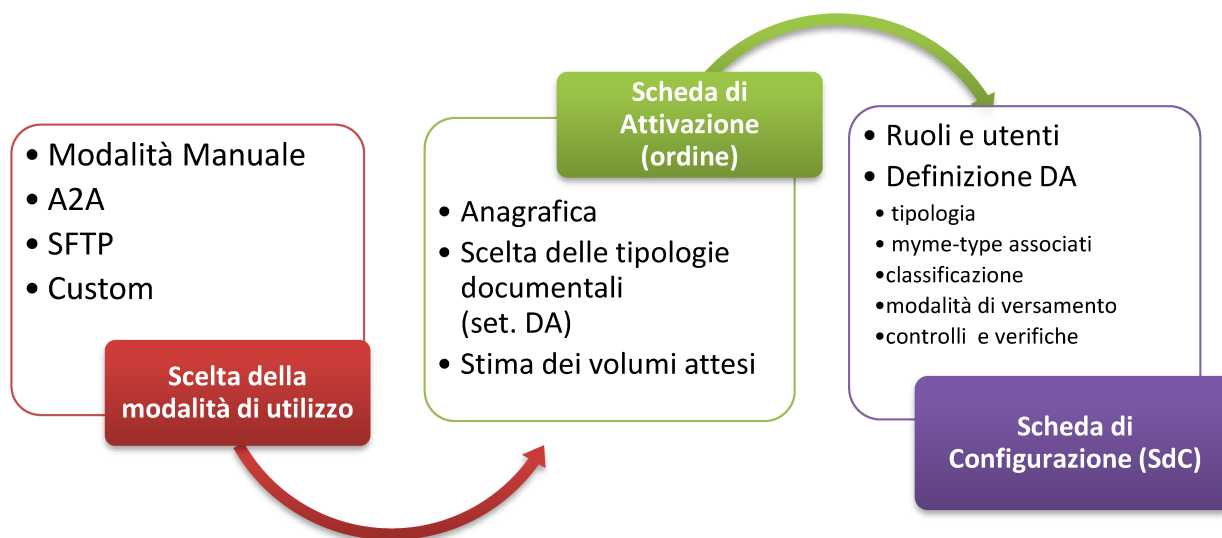 • Modalità Manuale
• A2A
• SFTP
• Custom
Scelta della
modalità di utilizzo
Scheda di
Attivazione
(ordine)
• Anagrafica
• Scelta delle tipologie
documentali
(set. DA)
• Stima dei volumi attesi
• Ruoli e utenti
• Definizione DA
• tipologia
• myme-type associati
•classificazione
•modalità di versamento
•controlli e verifiche
Scheda di
Configurazione (SdC)